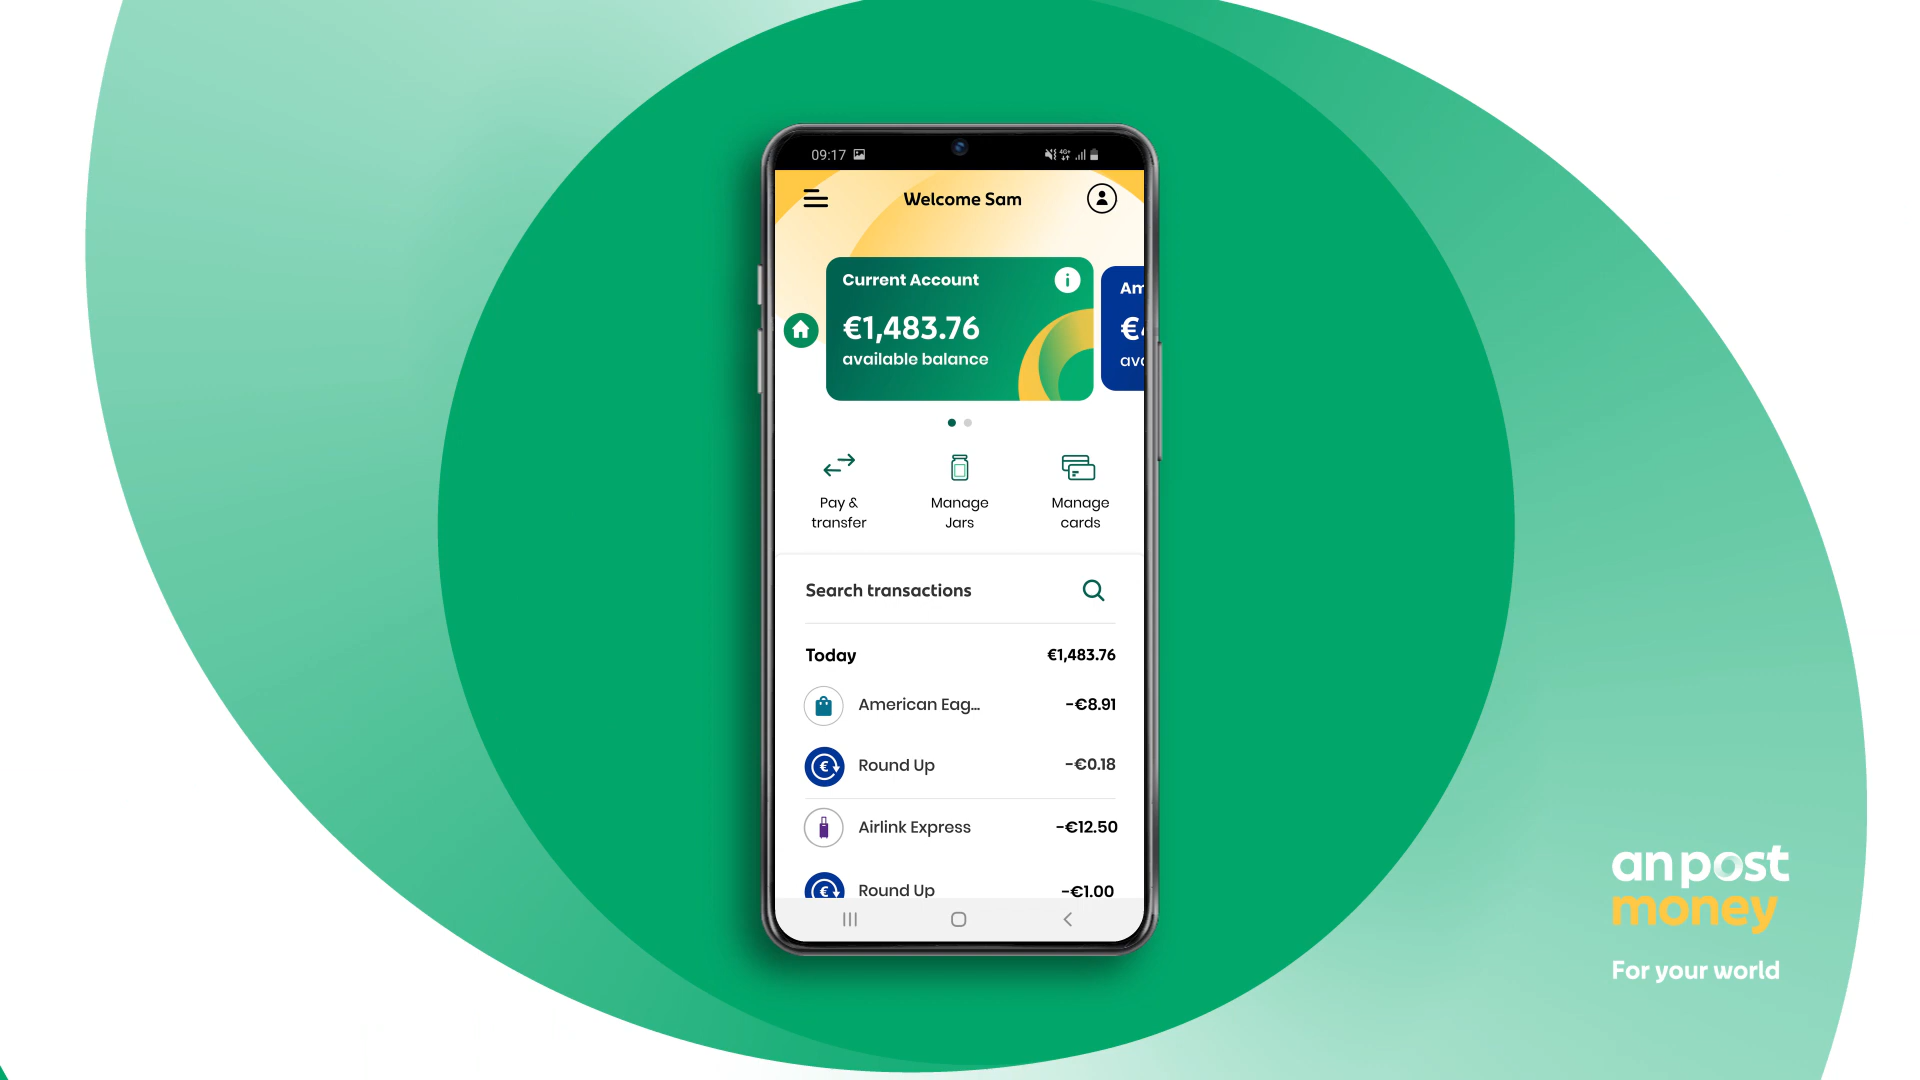 09:17
4G+
Welcome Sam
Current Account
i
€1,483.76
available balance
Am
€
Pay &
transfer
Manage
Jars
Manage
cards
Search transactions
Today €1,483.76
American Eag... -€8.91
€ Round Up -€0.18
Airlink Express -€12.50
€ Round Up -€1.00
an post
money
For your world